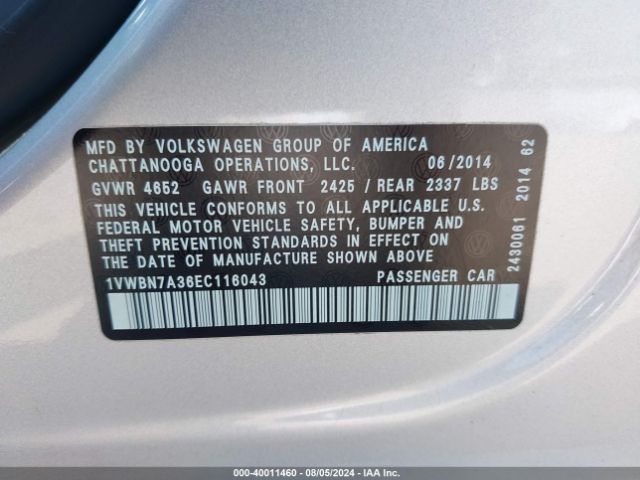 MFD BY VOLKSWAGEN GROUP OF AMERICA
CHATTANOOGA OPERATIONS, LLC. 06/2014
GVWR 4652 GAWR FRONT 2425 / REAR 2337 LBS
THIS VEHICLE CONFORMS TO ALL APPLICABLE U.S.
FEDERAL MOTOR VEHICLE SAFETY, BUMPER AND
THEFT PREVENTION STANDARDS IN EFFECT ON
THE DATE OF MANUFACTURE SHOWN ABOVE
1VWBN7A36EC116043 PASSENGER CAR
2430061 2014 62
000-40011460 - 08/05/2024 - IAA Inc.